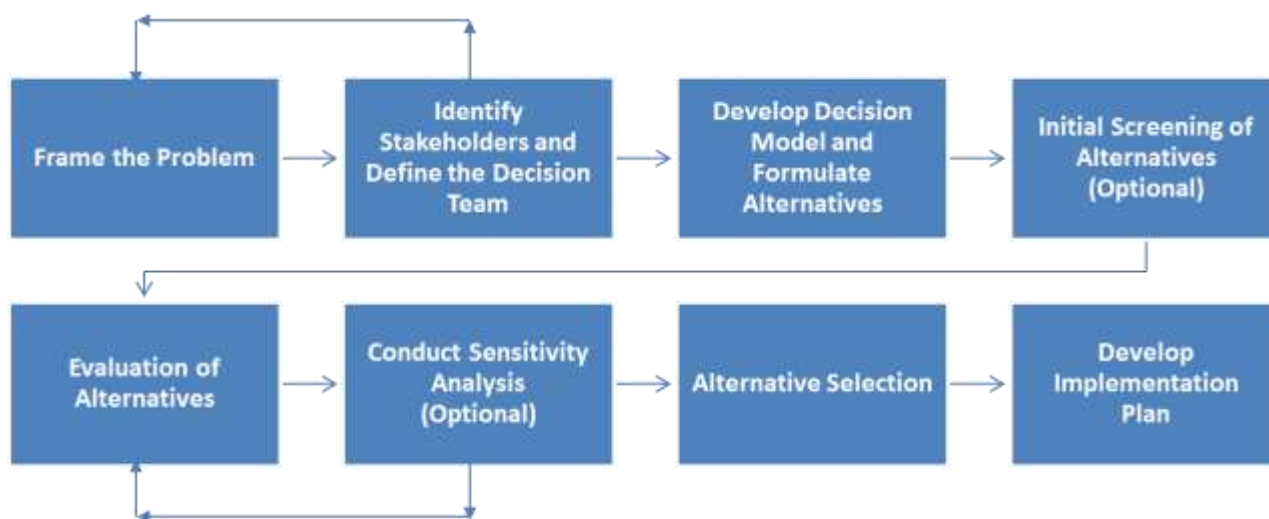 Frame the Problem
Identify
Stakeholders and
Define the Decision
Team
Develop Decision
Model and
Formulate
Alternatives
Initial Screening of
Alternatives
(Optional)
Evaluation of
Alternatives
Conduct Sensitivity
Analysis
(Optional)
Alternative Selection
Develop
Implementation
Plan